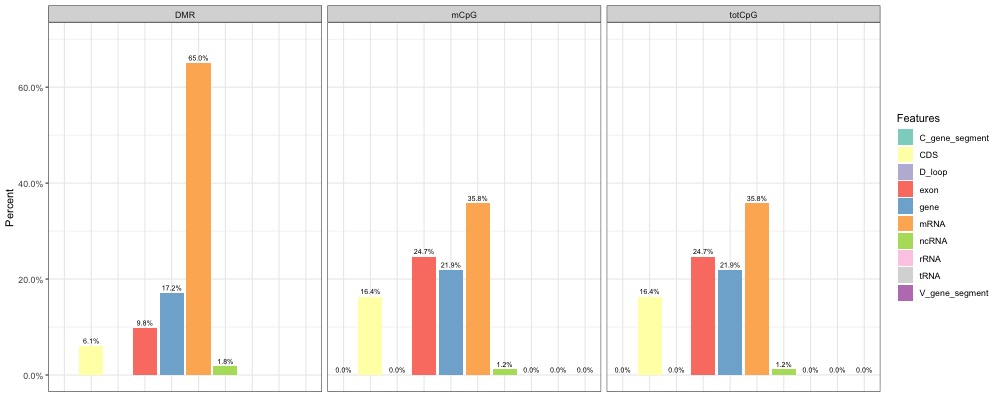 DMR
mCpG
totCpG
Percent
60.0%
40.0%
20.0%
0.0%
6.1%
9.8%
17.2%
65.0%
1.8%
0.0%
16.4%
0.0%
24.7%
21.9%
35.8%
1.2%
0.0%
0.0%
0.0%
0.0%
16.4%
0.0%
24.7%
21.9%
35.8%
1.2%
0.0%
0.0%
0.0%
Features
C_gene_segment
CDS
D_loop
exon
gene
mRNA
ncRNA
rRNA
tRNA
V_gene_segment